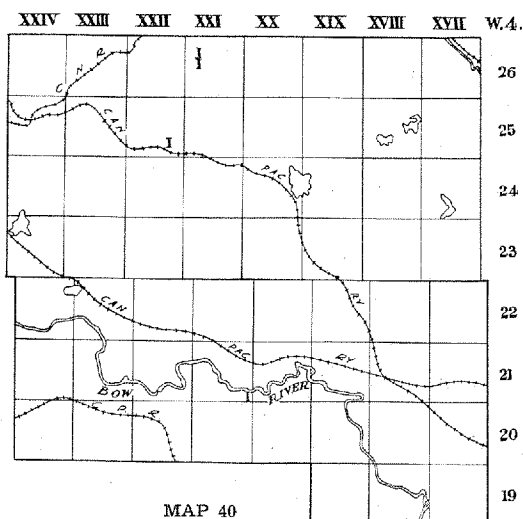 XXIV XXIII XXII XXI XX XIX XVIII XVII W.4.
26
C N R
25
CAN
I
I
I
PAC
24
23
RY
22
CAN
PAC
RY
21
BOW
RIVER
I
C P R
20
19
MAP 40